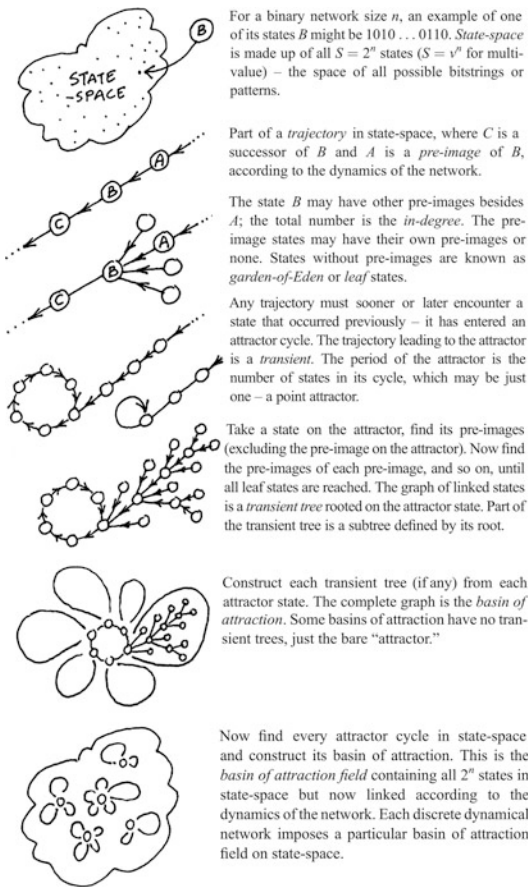 B
STATE
-SPACE
For a binary network size n, an example of one
of its states B might be 1010 . . . 0110. State-space
is made up of all S = 2ⁿ states (S = vⁿ for multi-
value) – the space of all possible bitstrings or
patterns.
A
B
C
Part of a trajectory in state-space, where C is a
successor of B and A is a pre-image of B,
according to the dynamics of the network.
A
B
C
The state B may have other pre-images besides
A; the total number is the in-degree. The pre-
image states may have their own pre-images or
none. States without pre-images are known as
garden-of-Eden or leaf states.
Any trajectory must sooner or later encounter a
state that occurred previously – it has entered an
attractor cycle. The trajectory leading to the attractor
is a transient. The period of the attractor is the
number of states in its cycle, which may be just
one – a point attractor.
Take a state on the attractor, find its pre-images
(excluding the pre-image on the attractor). Now find
the pre-images of each pre-image, and so on, until
all leaf states are reached. The graph of linked states
is a transient tree rooted on the attractor state. Part of
the transient tree is a subtree defined by its root.
Construct each transient tree (if any) from each
attractor state. The complete graph is the basin of
attraction. Some basins of attraction have no tran-
sient trees, just the bare “attractor.”
Now find every attractor cycle in state-space
and construct its basin of attraction. This is the
basin of attraction field containing all 2ⁿ states in
state-space but now linked according to the
dynamics of the network. Each discrete dynamical
network imposes a particular basin of attraction
field on state-space.